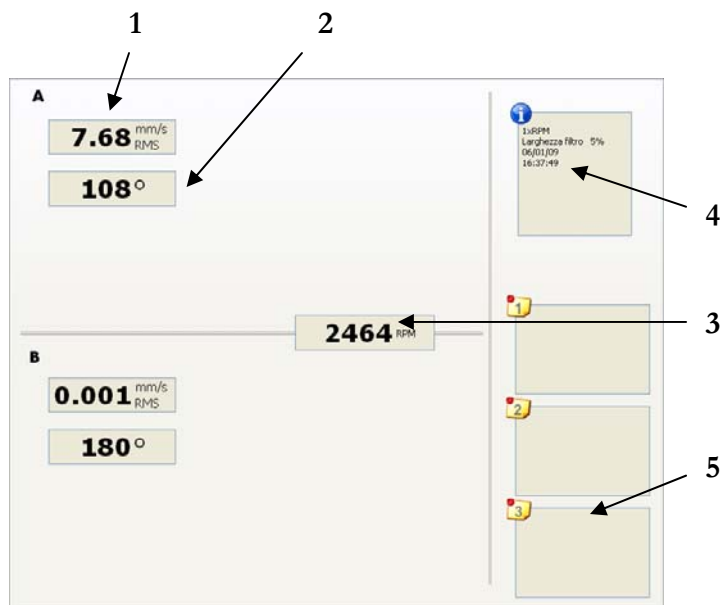 1
2
A
7.68 mm/s RMS
108°
1xRPM
Larghezza filtro 5%
06/01/09
16:37:49
4
2464 RPM
3
1
B
0.001 mm/s RMS
180°
2
5
3